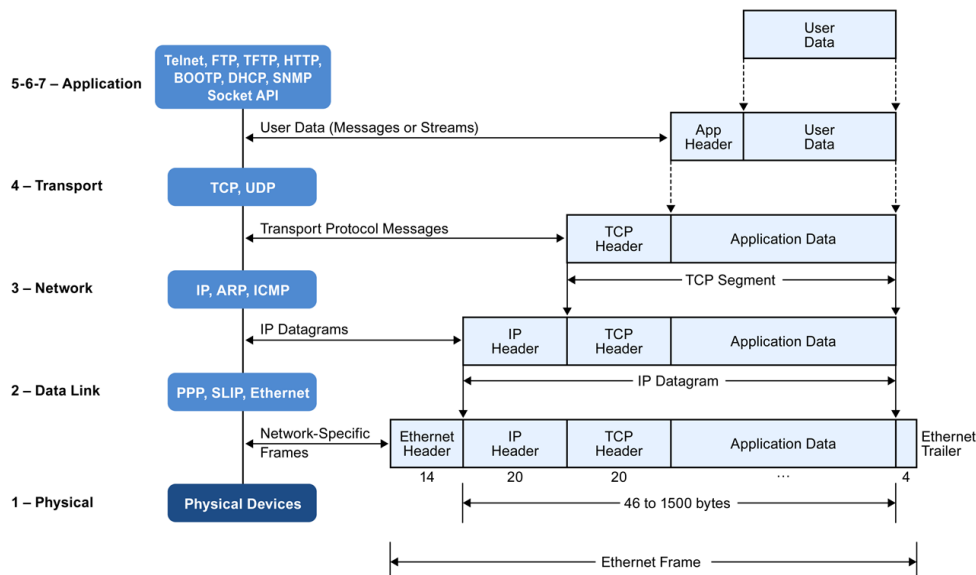 User
Data
Telnet, FTP, TFTP, HTTP,
BOOTP, DHCP, SNMP
Socket API
5-6-7 – Application
User Data (Messages or Streams)
App
Header
User
Data
4 – Transport
TCP, UDP
Transport Protocol Messages
TCP
Header
Application Data
TCP Segment
3 – Network
IP, ARP, ICMP
IP Datagrams
IP
Header
TCP
Header
Application Data
IP Datagram
2 – Data Link
PPP, SLIP, Ethernet
Network-Specific
Frames
Ethernet
Header
IP
Header
TCP
Header
Application Data
Ethernet
Trailer
14
20
20
...
4
1 – Physical
Physical Devices
46 to 1500 bytes
Ethernet Frame